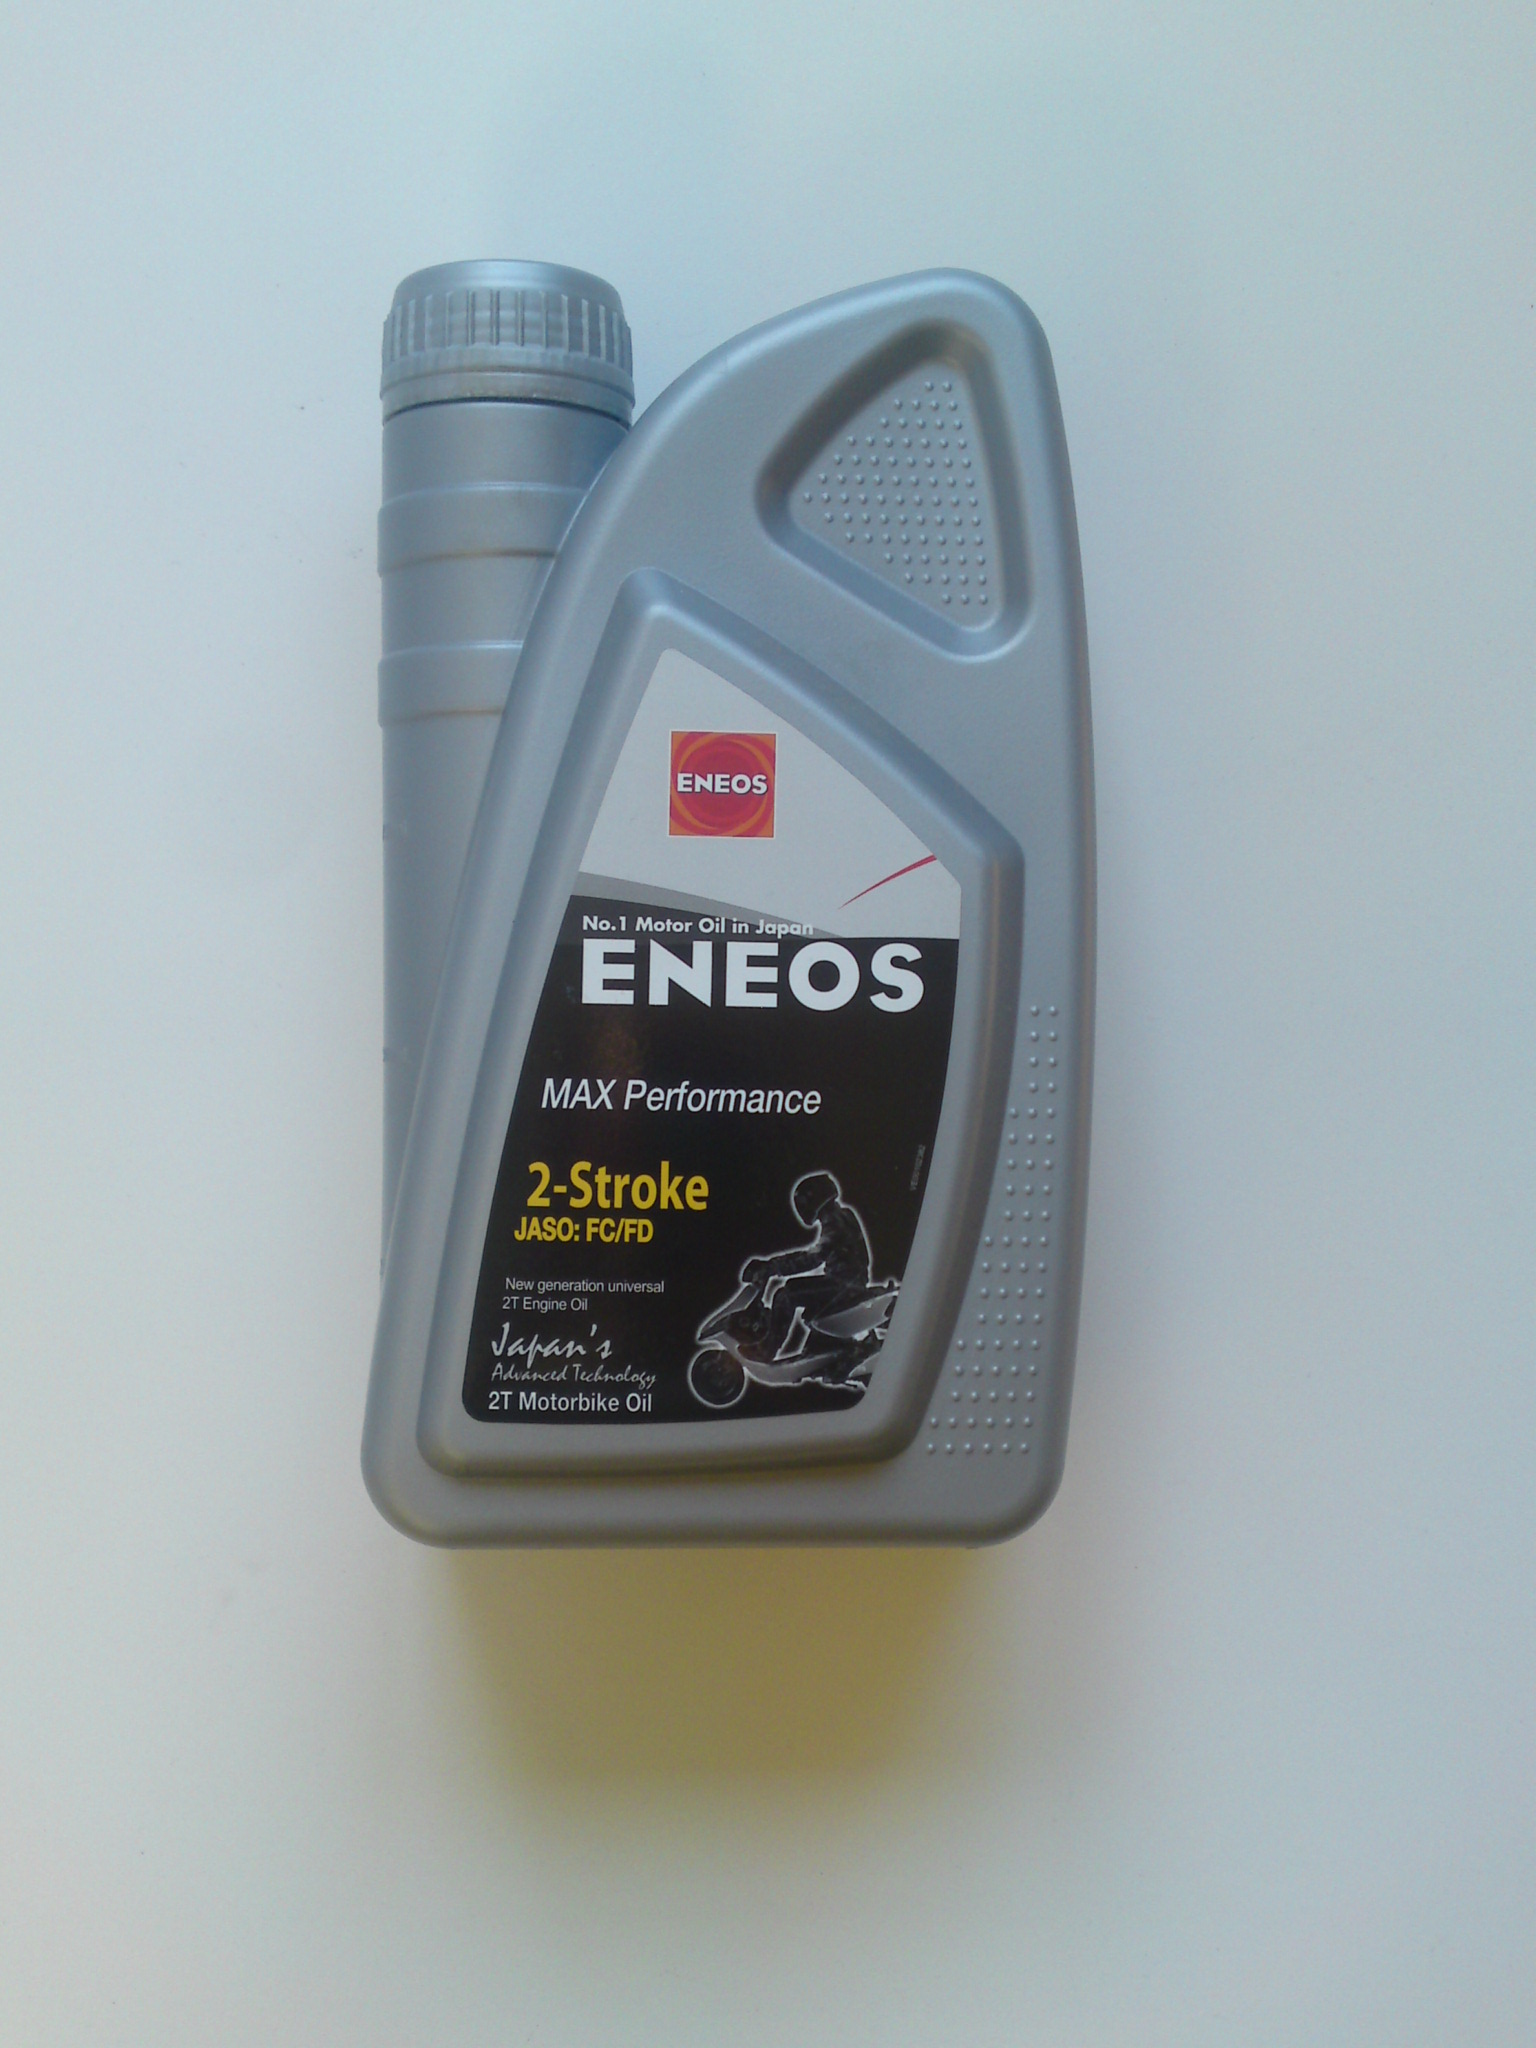 ENEOS
No.1 Motor Oil in Japan
ENEOS
MAX Performance
2-Stroke
JASO: FC/FD
New generation universal
2T Engine Oil
Japan's
Advanced Technology
2T Motorbike Oil